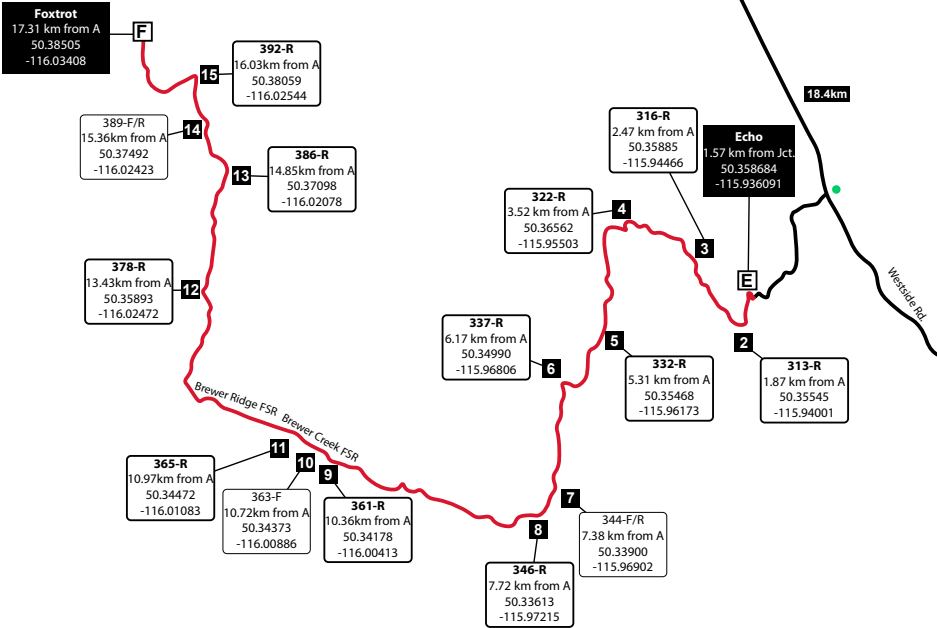 Foxtrot
17.31 km from A
50.38505
-116.03408
F
15
392-R
16.03km from A
50.38059
-116.02544
389-F/R
15.36km from A
50.37492
-116.02423
14
13
386-R
14.85km from A
50.37098
-116.02078
378-R
13.43km from A
50.35893
-116.02472
12
18.4km
316-R
2.47 km from A
50.35885
-115.94466
Echo
1.57 km from Jct.
50.358684
-115.936091
322-R
3.52 km from A
50.36562
-115.95503
4
3
E
Westside Rd.
337-R
6.17 km from A
50.34990
-115.96806
6
5
332-R
5.31 km from A
50.35468
-115.96173
2
313-R
1.87 km from A
50.35545
-115.94001
Brewer Ridge FSR
Brewer Creek FSR
11
10
9
365-R
10.97km from A
50.34472
-116.01083
363-F
10.72km from A
50.34373
-116.00886
361-R
10.36km from A
50.34178
-116.00413
7
8
344-F/R
7.38 km from A
50.33900
-115.96902
346-R
7.72 km from A
50.33613
-115.97215